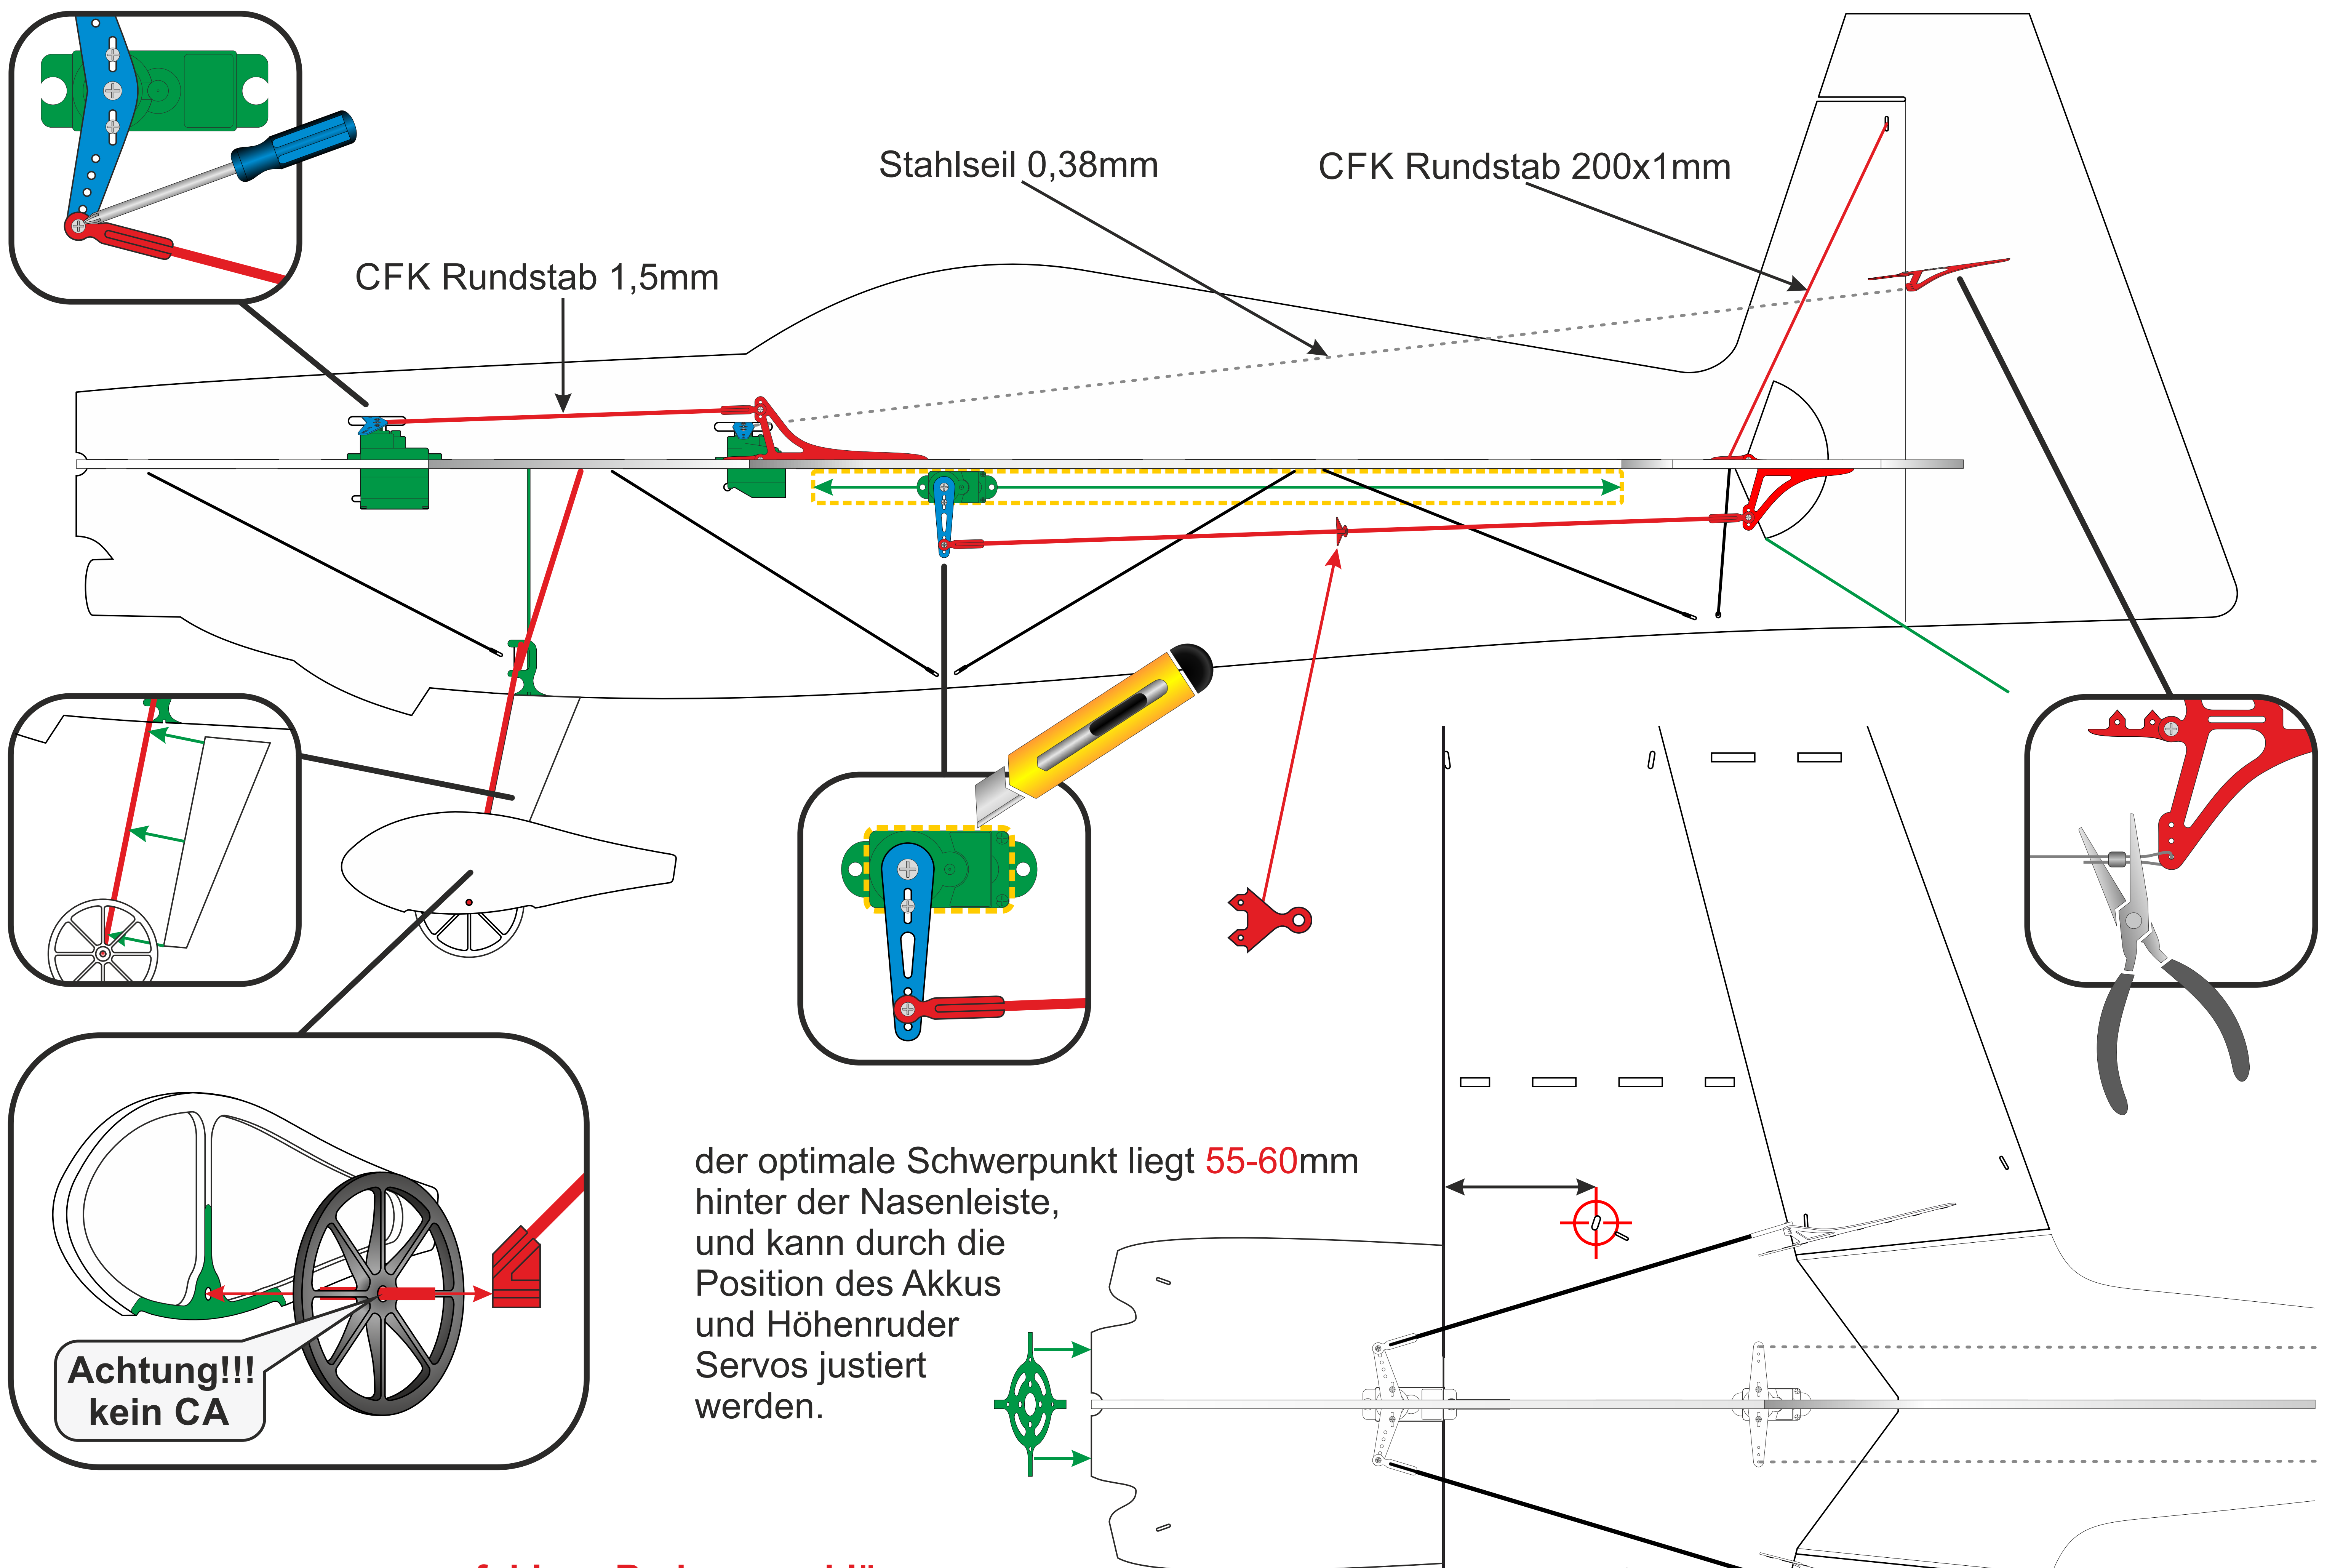 Stahlseil 0,38mm
CFK Rundstab 200x1mm
CFK Rundstab 1,5mm
der optimale Schwerpunkt liegt 55-60mm
hinter der Nasenleiste,
und kann durch die
Position des Akkus
und Höhenruder
Servos justiert
werden.
Achtung!!!
kein CA